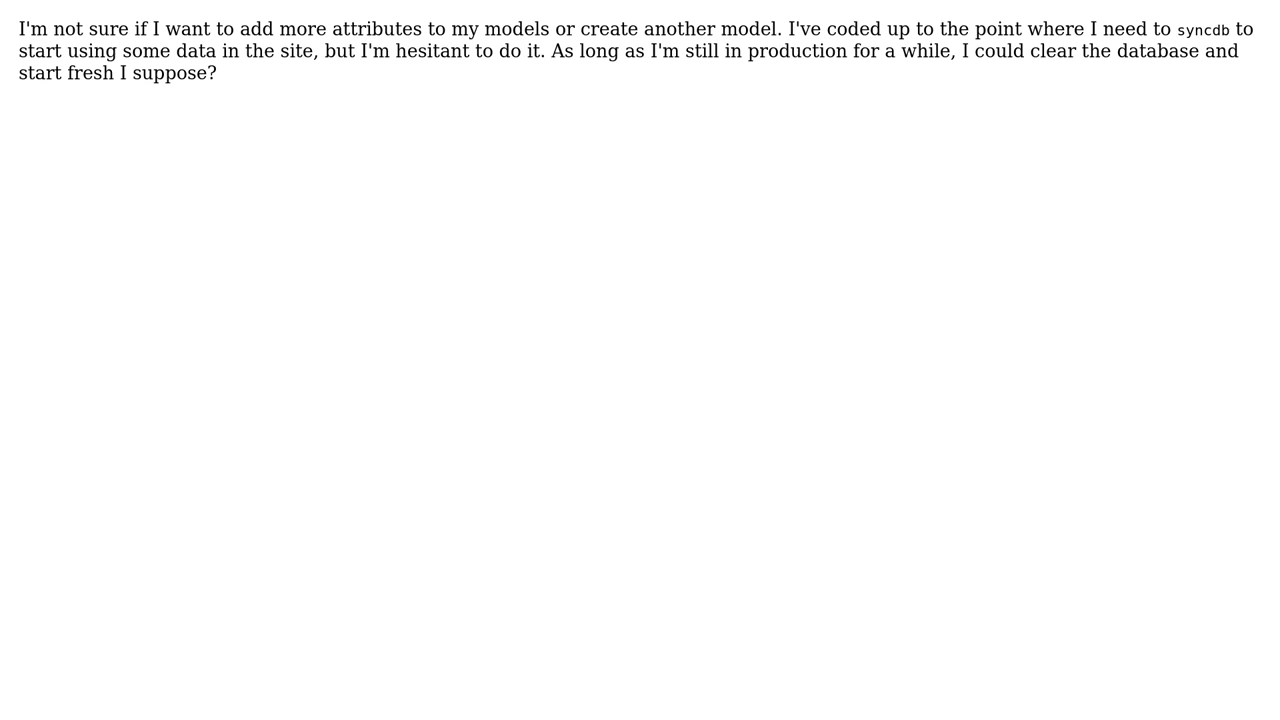 I'm not sure if I want to add more attributes to my models or create another model. I've coded up to the point where I need to syncdb to
start using some data in the site, but I'm hesitant to do it. As long as I'm still in production for a while, I could clear the database and
start fresh I suppose?